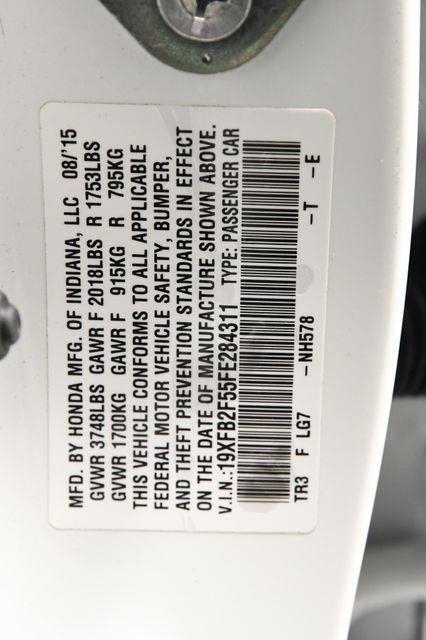 MFD. BY HONDA MFG. OF INDIANA, LLC 08/'15
GVWR 3748LBS GAWR F 2018LBS R 1753LBS
GVWR 1700KG GAWR F 915KG R 795KG
THIS VEHICLE CONFORMS TO ALL APPLICABLE
FEDERAL MOTOR VEHICLE SAFETY, BUMPER,
AND THEFT PREVENTION STANDARDS IN EFFECT
ON THE DATE OF MANUFACTURE SHOWN ABOVE.
V.I.N.:19XFB2F55FE284311 TYPE: PASSENGER CAR
TR3 F LG7 -NH578 -T -E